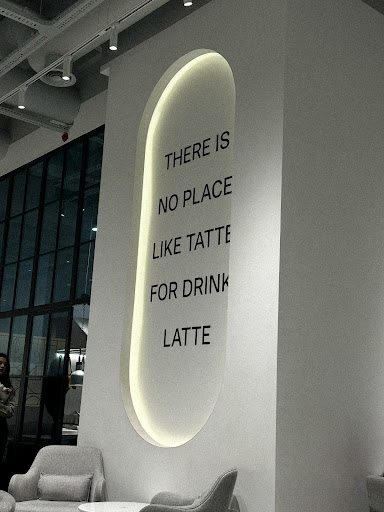 THERE IS
NO PLACE
LIKE TATTE
FOR DRINK
LATTE